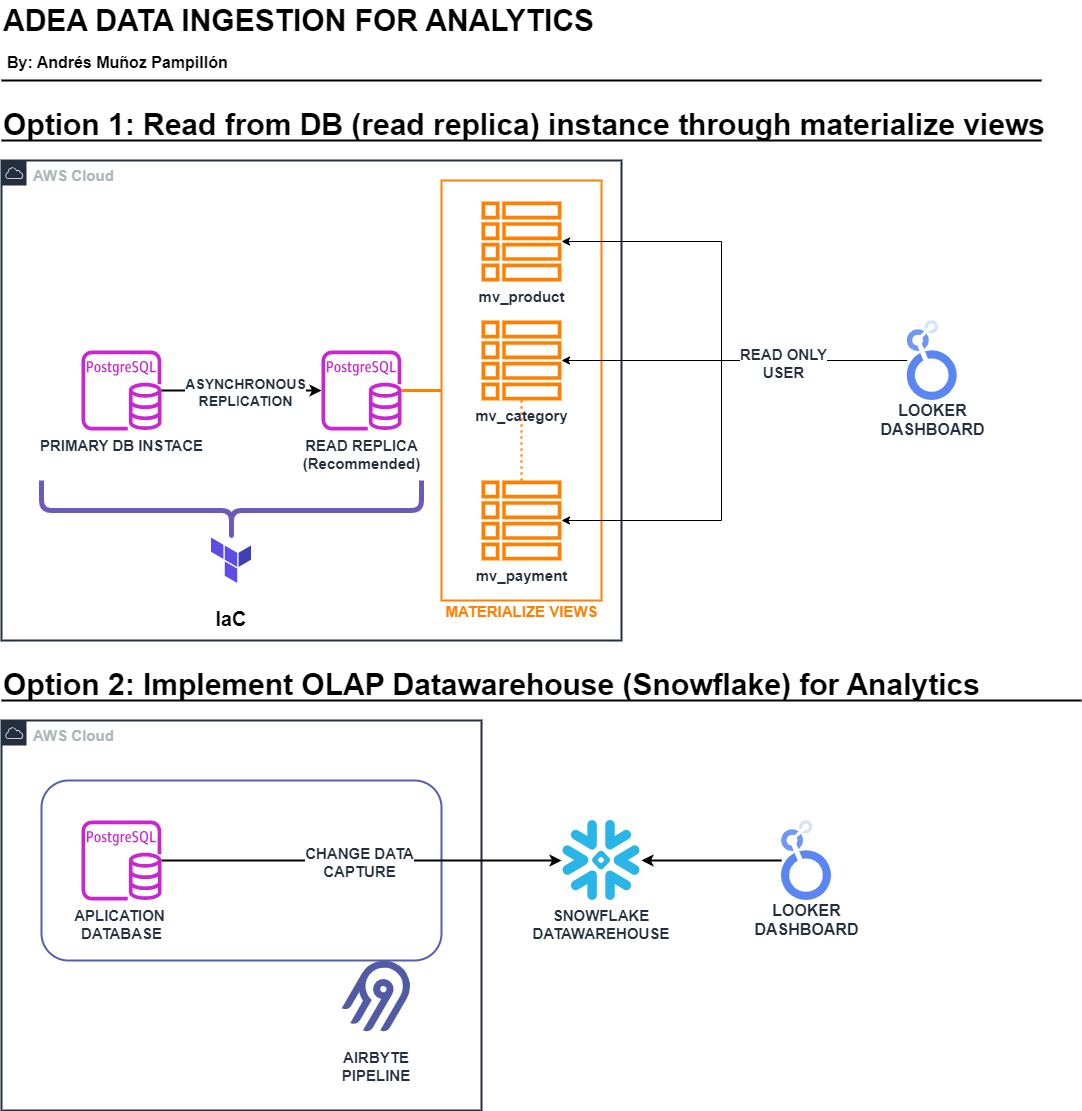 ADEA DATA INGESTION FOR ANALYTICS
By: Andrés Muñoz Pampillón
Option 1: Read from DB (read replica) instance through materialize views
AWS Cloud
mv_product
mv_category
mv_payment
MATERIALIZE VIEWS
PostgreSQL
PRIMARY DB INSTACE
ASYNCHRONOUS
REPLICATION
PostgreSQL
READ REPLICA
(Recommended)
IaC
READ ONLY
USER
LOOKER
DASHBOARD
Option 2: Implement OLAP Datawarehouse (Snowflake) for Analytics
AWS Cloud
PostgreSQL
APLICATION
DATABASE
CHANGE DATA
CAPTURE
AIRBYTE
PIPELINE
SNOWFLAKE
DATAWAREHOUSE
LOOKER
DASHBOARD